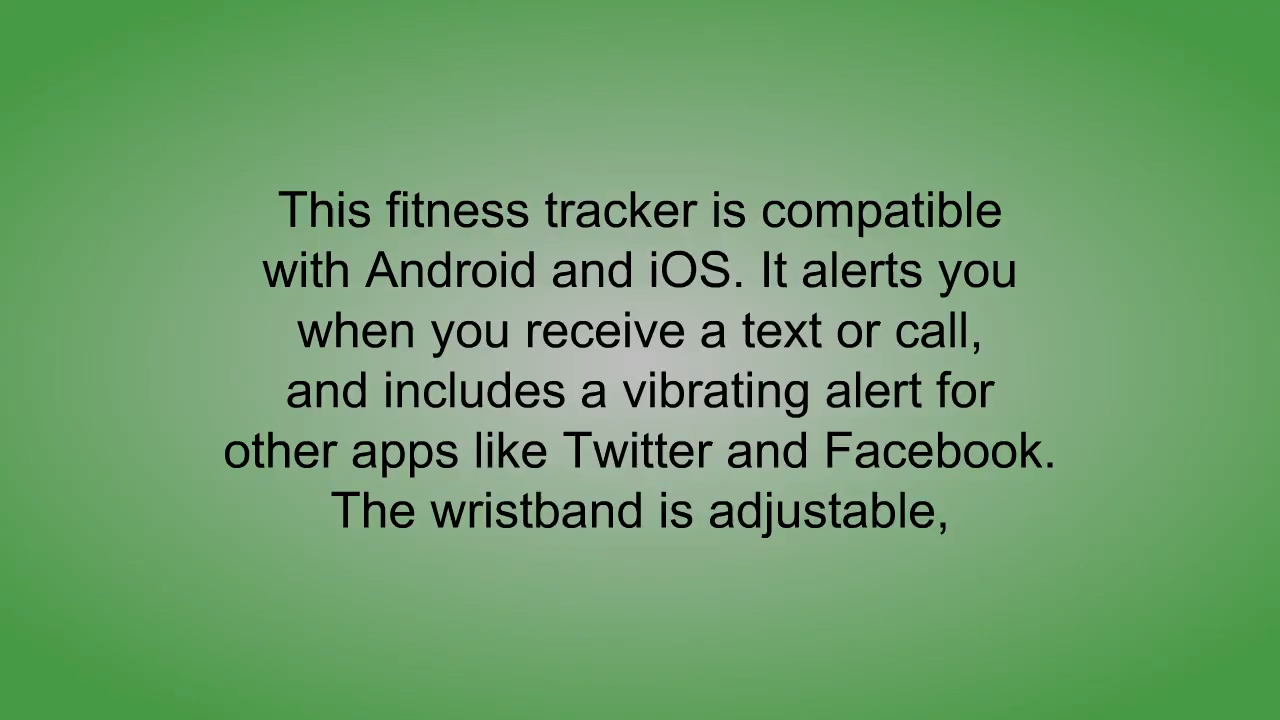 This fitness tracker is compatible
with Android and iOS. It alerts you
when you receive a text or call,
and includes a vibrating alert for
other apps like Twitter and Facebook.
The wristband is adjustable,